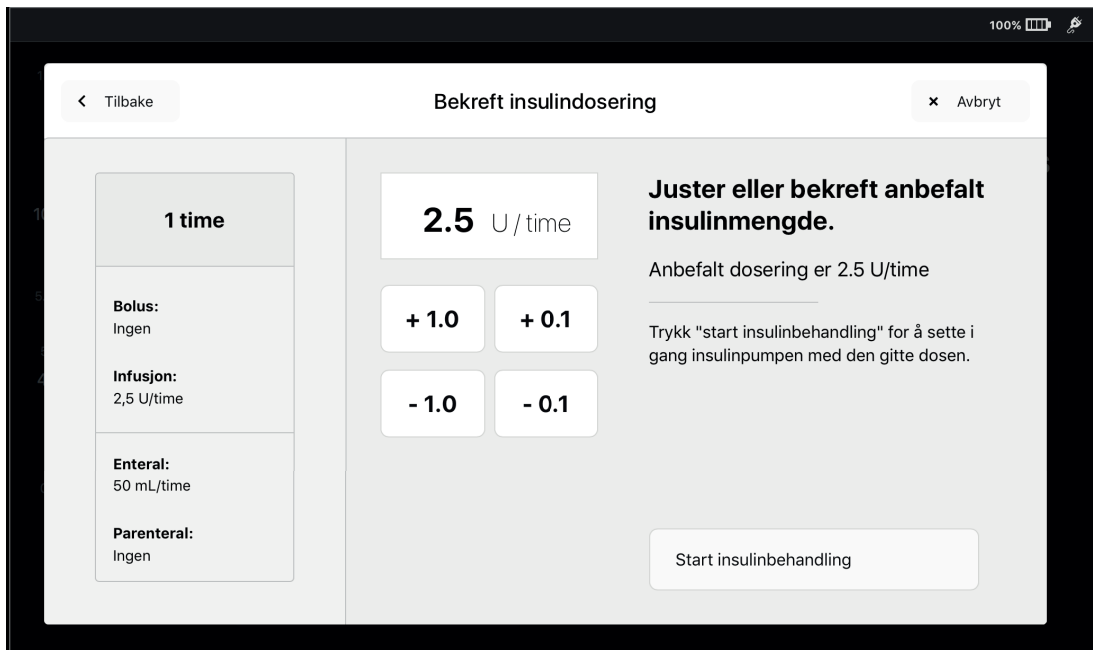 100%
Tilbake
Bekreft insulindosering
× Avbryt
1 time
Bolus:
Ingen
Infusjon:
2,5 U/time
Enteral:
50 mL/time
Parenteral:
Ingen
2.5 U / time
+ 1.0
+ 0.1
- 1.0
- 0.1
Juster eller bekreft anbefalt
insulinmengde.
Anbefalt dosering er 2.5 U/time
Trykk "start insulinbehandling" for å sette i
gang insulinpumpen med den gitte dosen.
Start insulinbehandling